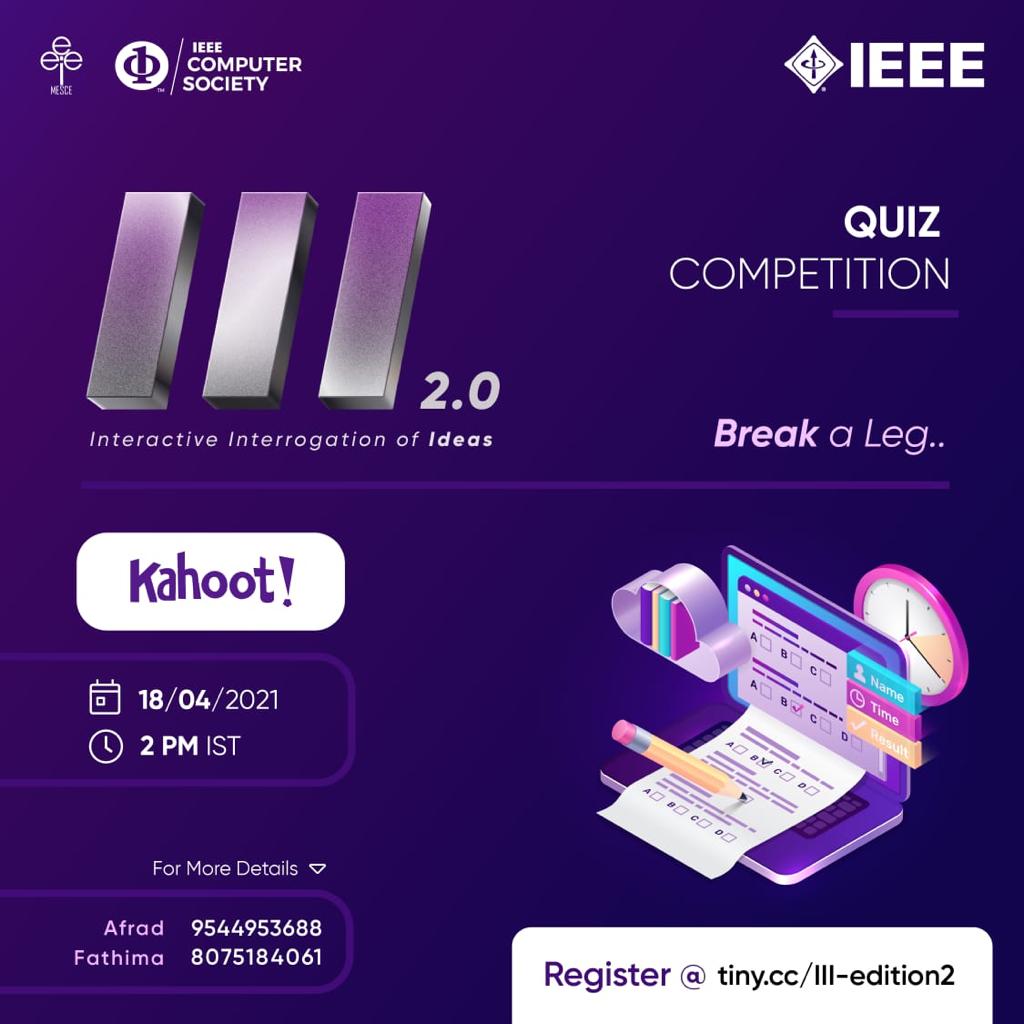 MESCE
IEEE
COMPUTER
SOCIETY
IEEE
III 2.0
Interactive Interrogation of Ideas
QUIZ
COMPETITION
Break a Leg..
Kahoot!
18/04/2021
2 PM IST
A B C
A B C D
Name
Time
Result
A B C D
A B C D
For More Details
Afrad 9544953688
Fathima 8075184061
Register @ tiny.cc/III-edition2